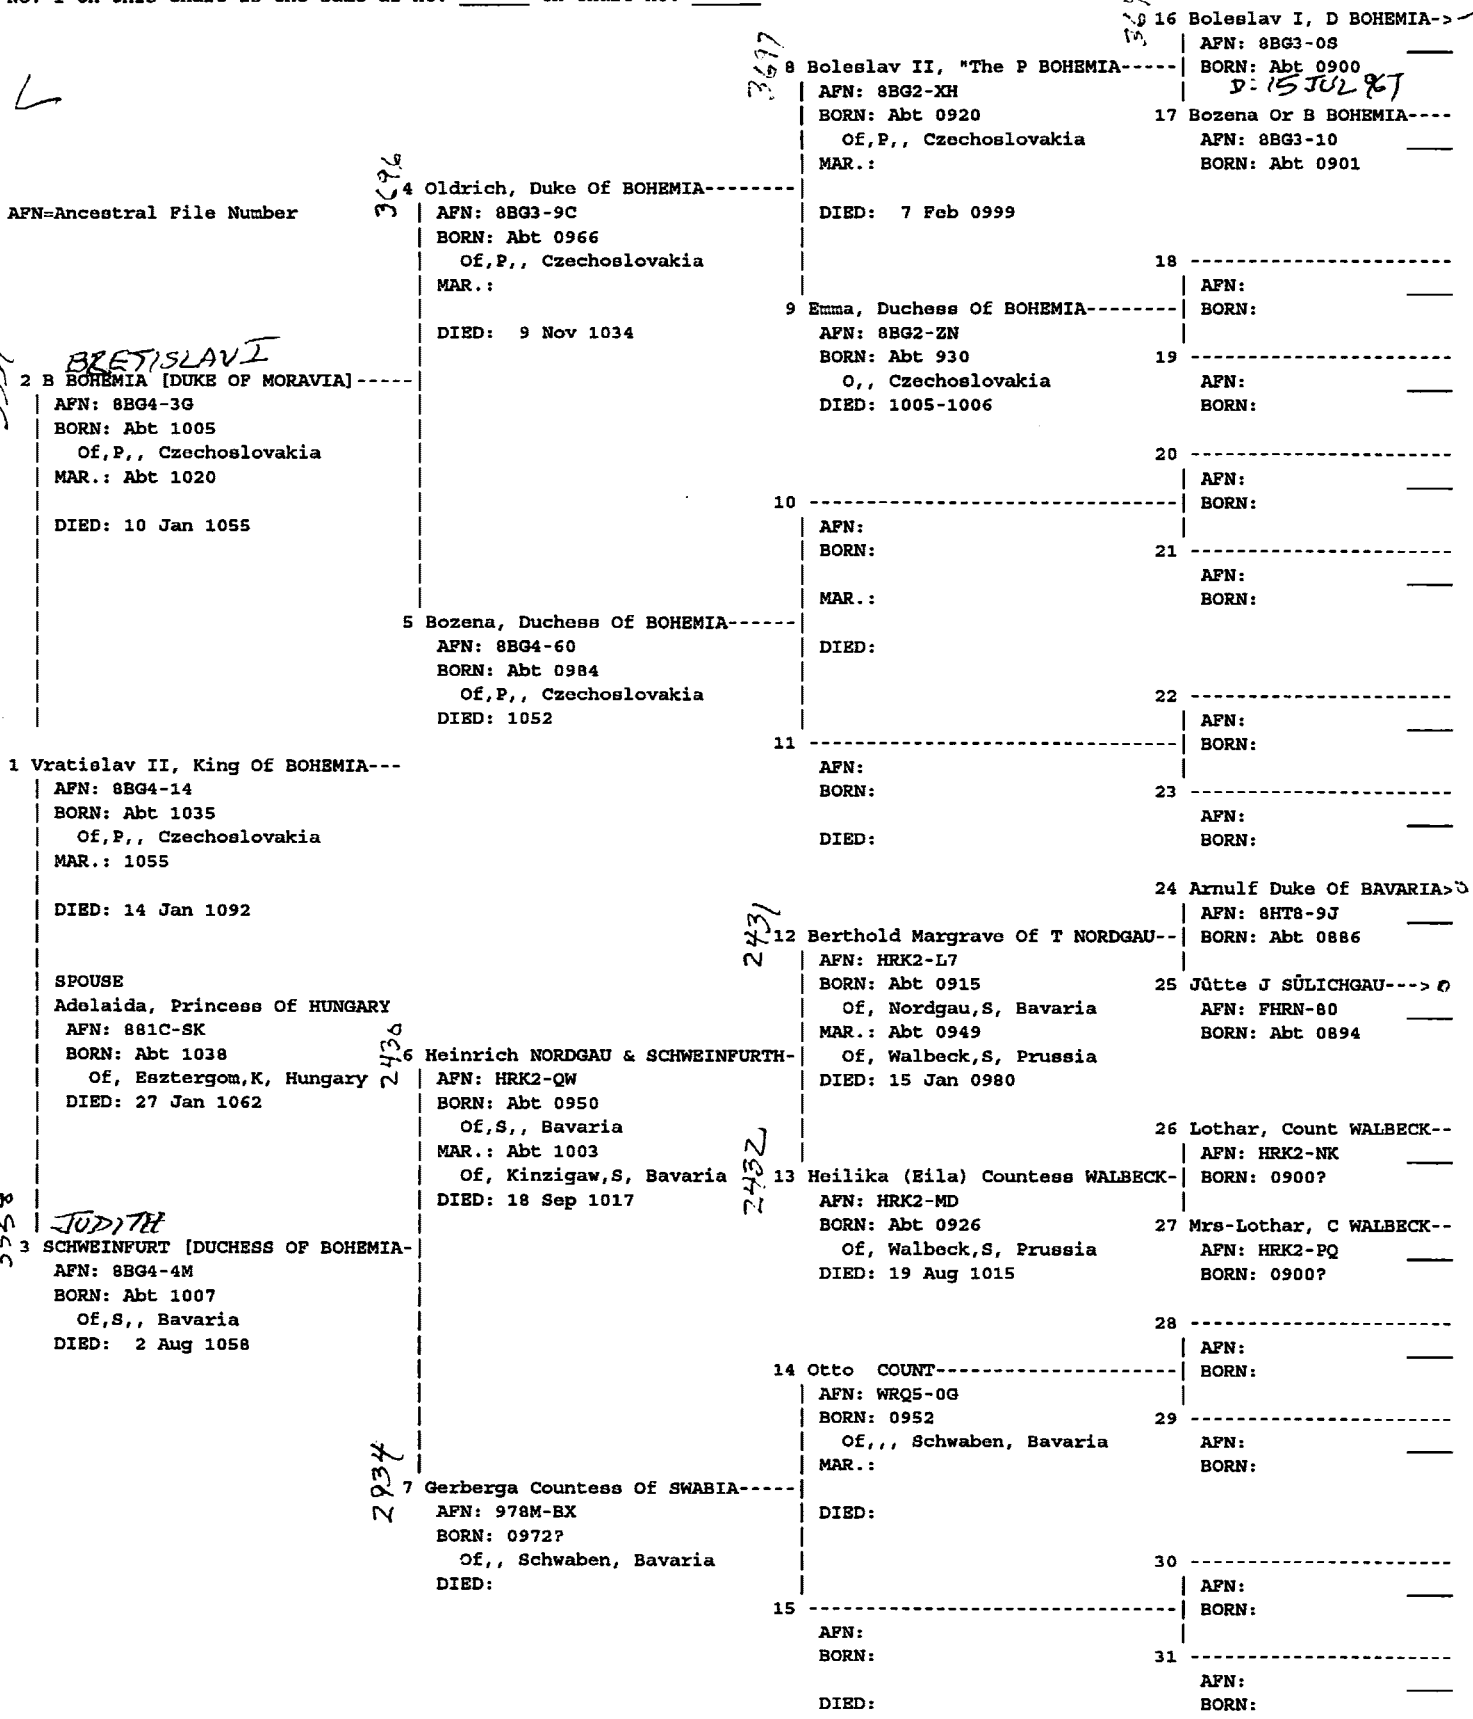 16 Boleslav I, D BOHEMIA->
AFN: 8BG3-0S
BORN: Abt 0900
D: 15 JUL 967
3697
8 Boleslav II, "The P BOHEMIA-----
AFN: 8BG2-XH
BORN: Abt 0920
Of,P,, Czechoslovakia
MAR.:
DIED: 7 Feb 0999
17 Bozena Or B BOHEMIA----
AFN: 8BG3-10
BORN: Abt 0901
L
AFN=Ancestral File Number
3696
4 Oldrich, Duke Of BOHEMIA--------
AFN: 8BG3-9C
BORN: Abt 0966
Of,P,, Czechoslovakia
MAR.:
DIED: 9 Nov 1034
18 -----------------------
AFN:
BORN:
9 Emma, Duchess Of BOHEMIA--------
AFN: 8BG2-ZN
BORN: Abt 930
O,, Czechoslovakia
DIED: 1005-1006
19 -----------------------
AFN:
BORN:
BRETISLAV I
2 B BOHEMIA [DUKE OF MORAVIA]-----
AFN: 8BG4-3G
BORN: Abt 1005
Of,P,, Czechoslovakia
MAR.: Abt 1020
DIED: 10 Jan 1055
20 -----------------------
AFN:
BORN:
10 --------------------------------
AFN:
BORN:
MAR.:
DIED:
21 -----------------------
AFN:
BORN:
5 Bozena, Duchess Of BOHEMIA------
AFN: 8BG4-60
BORN: Abt 0984
Of,P,, Czechoslovakia
DIED: 1052
22 -----------------------
AFN:
BORN:
11 --------------------------------
AFN:
BORN:
DIED:
23 -----------------------
AFN:
BORN:
1 Vratislav II, King Of BOHEMIA---
AFN: 8BG4-14
BORN: Abt 1035
Of,P,, Czechoslovakia
MAR.: 1055
DIED: 14 Jan 1092
SPOUSE
Adelaida, Princess Of HUNGARY
AFN: 881C-SK
BORN: Abt 1038
Of, Esztergom,K, Hungary
DIED: 27 Jan 1062
24 Arnulf Duke Of BAVARIA>
AFN: 8HT8-9J
BORN: Abt 0886
2431
12 Berthold Margrave Of T NORDGAU--
AFN: HRK2-L7
BORN: Abt 0915
Of, Nordgau,S, Bavaria
MAR.: Abt 0949
Of, Walbeck,S, Prussia
DIED: 15 Jan 0980
25 Jûtte J SÜLICHGAU--->
AFN: FHRN-80
BORN: Abt 0894
2430
6 Heinrich NORDGAU & SCHWEINFURTH-
AFN: HRK2-QW
BORN: Abt 0950
Of,S,, Bavaria
MAR.: Abt 1003
Of, Kinzigaw,S, Bavaria
DIED: 18 Sep 1017
26 Lothar, Count WALBECK--
AFN: HRK2-NK
BORN: 0900?
2432
13 Heilika (Eila) Countess WALBECK-
AFN: HRK2-MD
BORN: Abt 0926
Of, Walbeck,S, Prussia
DIED: 19 Aug 1015
27 Mrs-Lothar, C WALBECK--
AFN: HRK2-PQ
BORN: 0900?
JUDITH
3 SCHWEINFURT [DUCHESS OF BOHEMIA-
AFN: 8BG4-4M
BORN: Abt 1007
Of,S,, Bavaria
DIED: 2 Aug 1058
28 -----------------------
AFN:
BORN:
14 Otto COUNT--------------------
AFN: WRQ5-0G
BORN: 0952
Of,,, Schwaben, Bavaria
MAR.:
DIED:
29 -----------------------
AFN:
BORN:
2934
7 Gerberga Countess Of SWABIA-----
AFN: 978M-BX
BORN: 0972?
Of,, Schwaben, Bavaria
DIED:
30 -----------------------
AFN:
BORN:
15 --------------------------------
AFN:
BORN:
DIED:
31 -----------------------
AFN:
BORN: